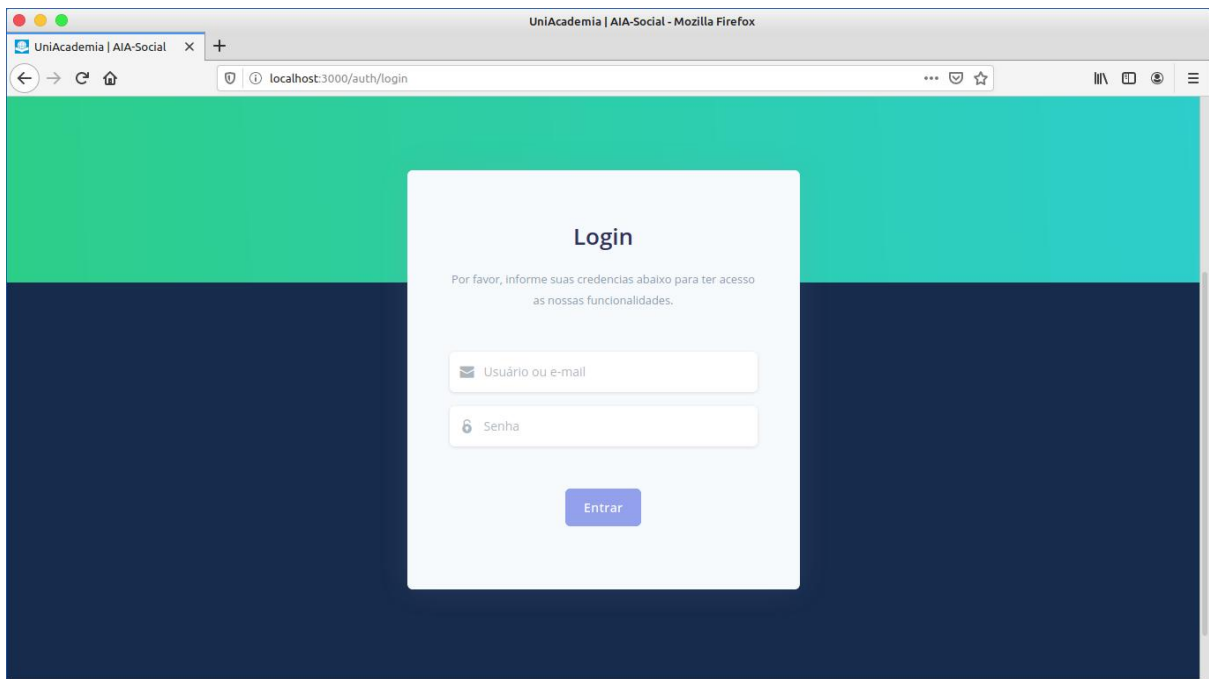 UniAcademia | AIA-Social - Mozilla Firefox
UniAcademia | AIA-Social
localhost:3000/auth/login
Login
Por favor, informe suas credencias abaixo para ter acesso
as nossas funcionalidades.
Usuário ou e-mail
Senha
Entrar